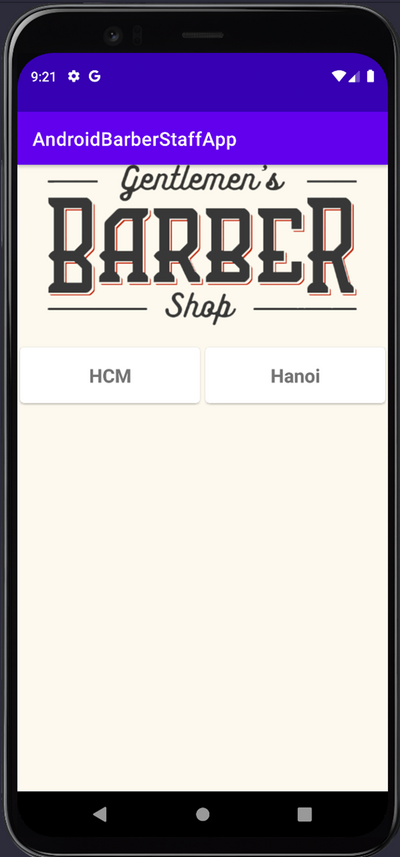 9:21 G
AndroidBarberStaffApp
Gentlemen's
BARBER
Shop
HCM Hanoi